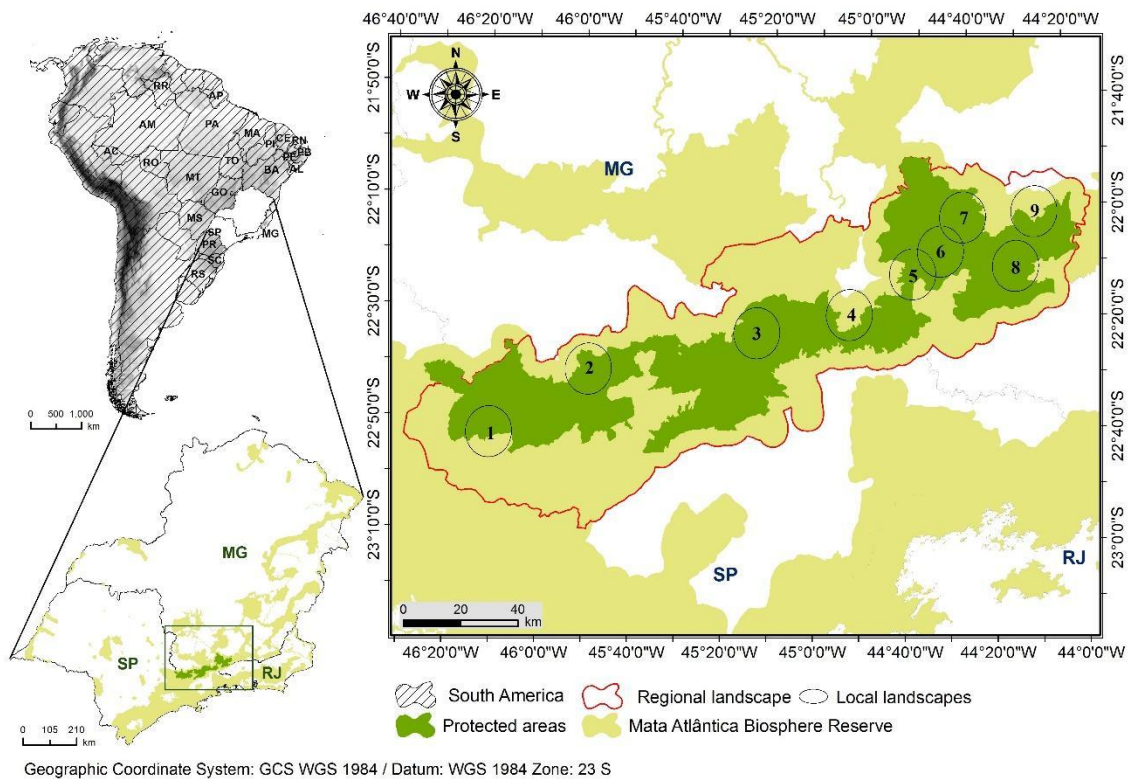 46°40'0"W 46°20'0"W 46°0'0"W 45°40'0"W 45°20'0"W 45°0'0"W 44°40'0"W 44°20'0"W
21°50'0"S
22°10'0"S
22°30'0"S
22°50'0"S
23°10'0"S
21°40'0"S
22°0'0"S
22°20'0"S
22°40'0"S
23°0'0"S
N
W E
S
MG
1
2
3
4
5
6
7
8
9
SP
RJ
0 20 40
km
46°20'0"W 46°0'0"W 45°40'0"W 45°20'0"W 45°0'0"W 44°40'0"W 44°20'0"W 44°0'0"W
RR
AP
AM
PA
MA
CE
RN
PI
PB
PE
AC
RO
TO
AL
BA
MT
GO
MS
SP
MG
PR
SC
RS
0 500 1,000
km
MG
SP
RJ
0 105 210
km
South America
Regional landscape
Local landscapes
Protected areas
Mata Atlântica Biosphere Reserve
Geographic Coordinate System: GCS WGS 1984 / Datum: WGS 1984 Zone: 23 S